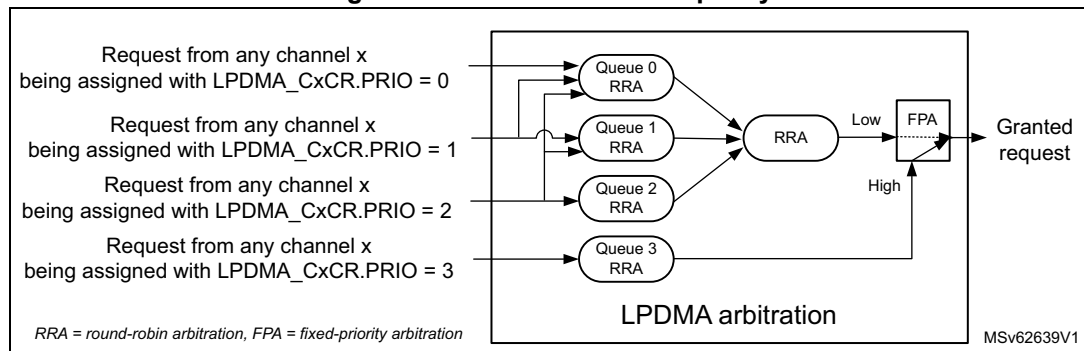 Request from any channel x
being assigned with LPDMA_CxCR.PRIO = 0
Request from any channel x
being assigned with LPDMA_CxCR.PRIO = 1
Request from any channel x
being assigned with LPDMA_CxCR.PRIO = 2
Request from any channel x
being assigned with LPDMA_CxCR.PRIO = 3
Queue 0
RRA
Queue 1
RRA
Queue 2
RRA
Queue 3
RRA
RRA
Low
High
FPA
Granted
request
LPDMA arbitration
RRA = round-robin arbitration, FPA = fixed-priority arbitration
MSv62639V1